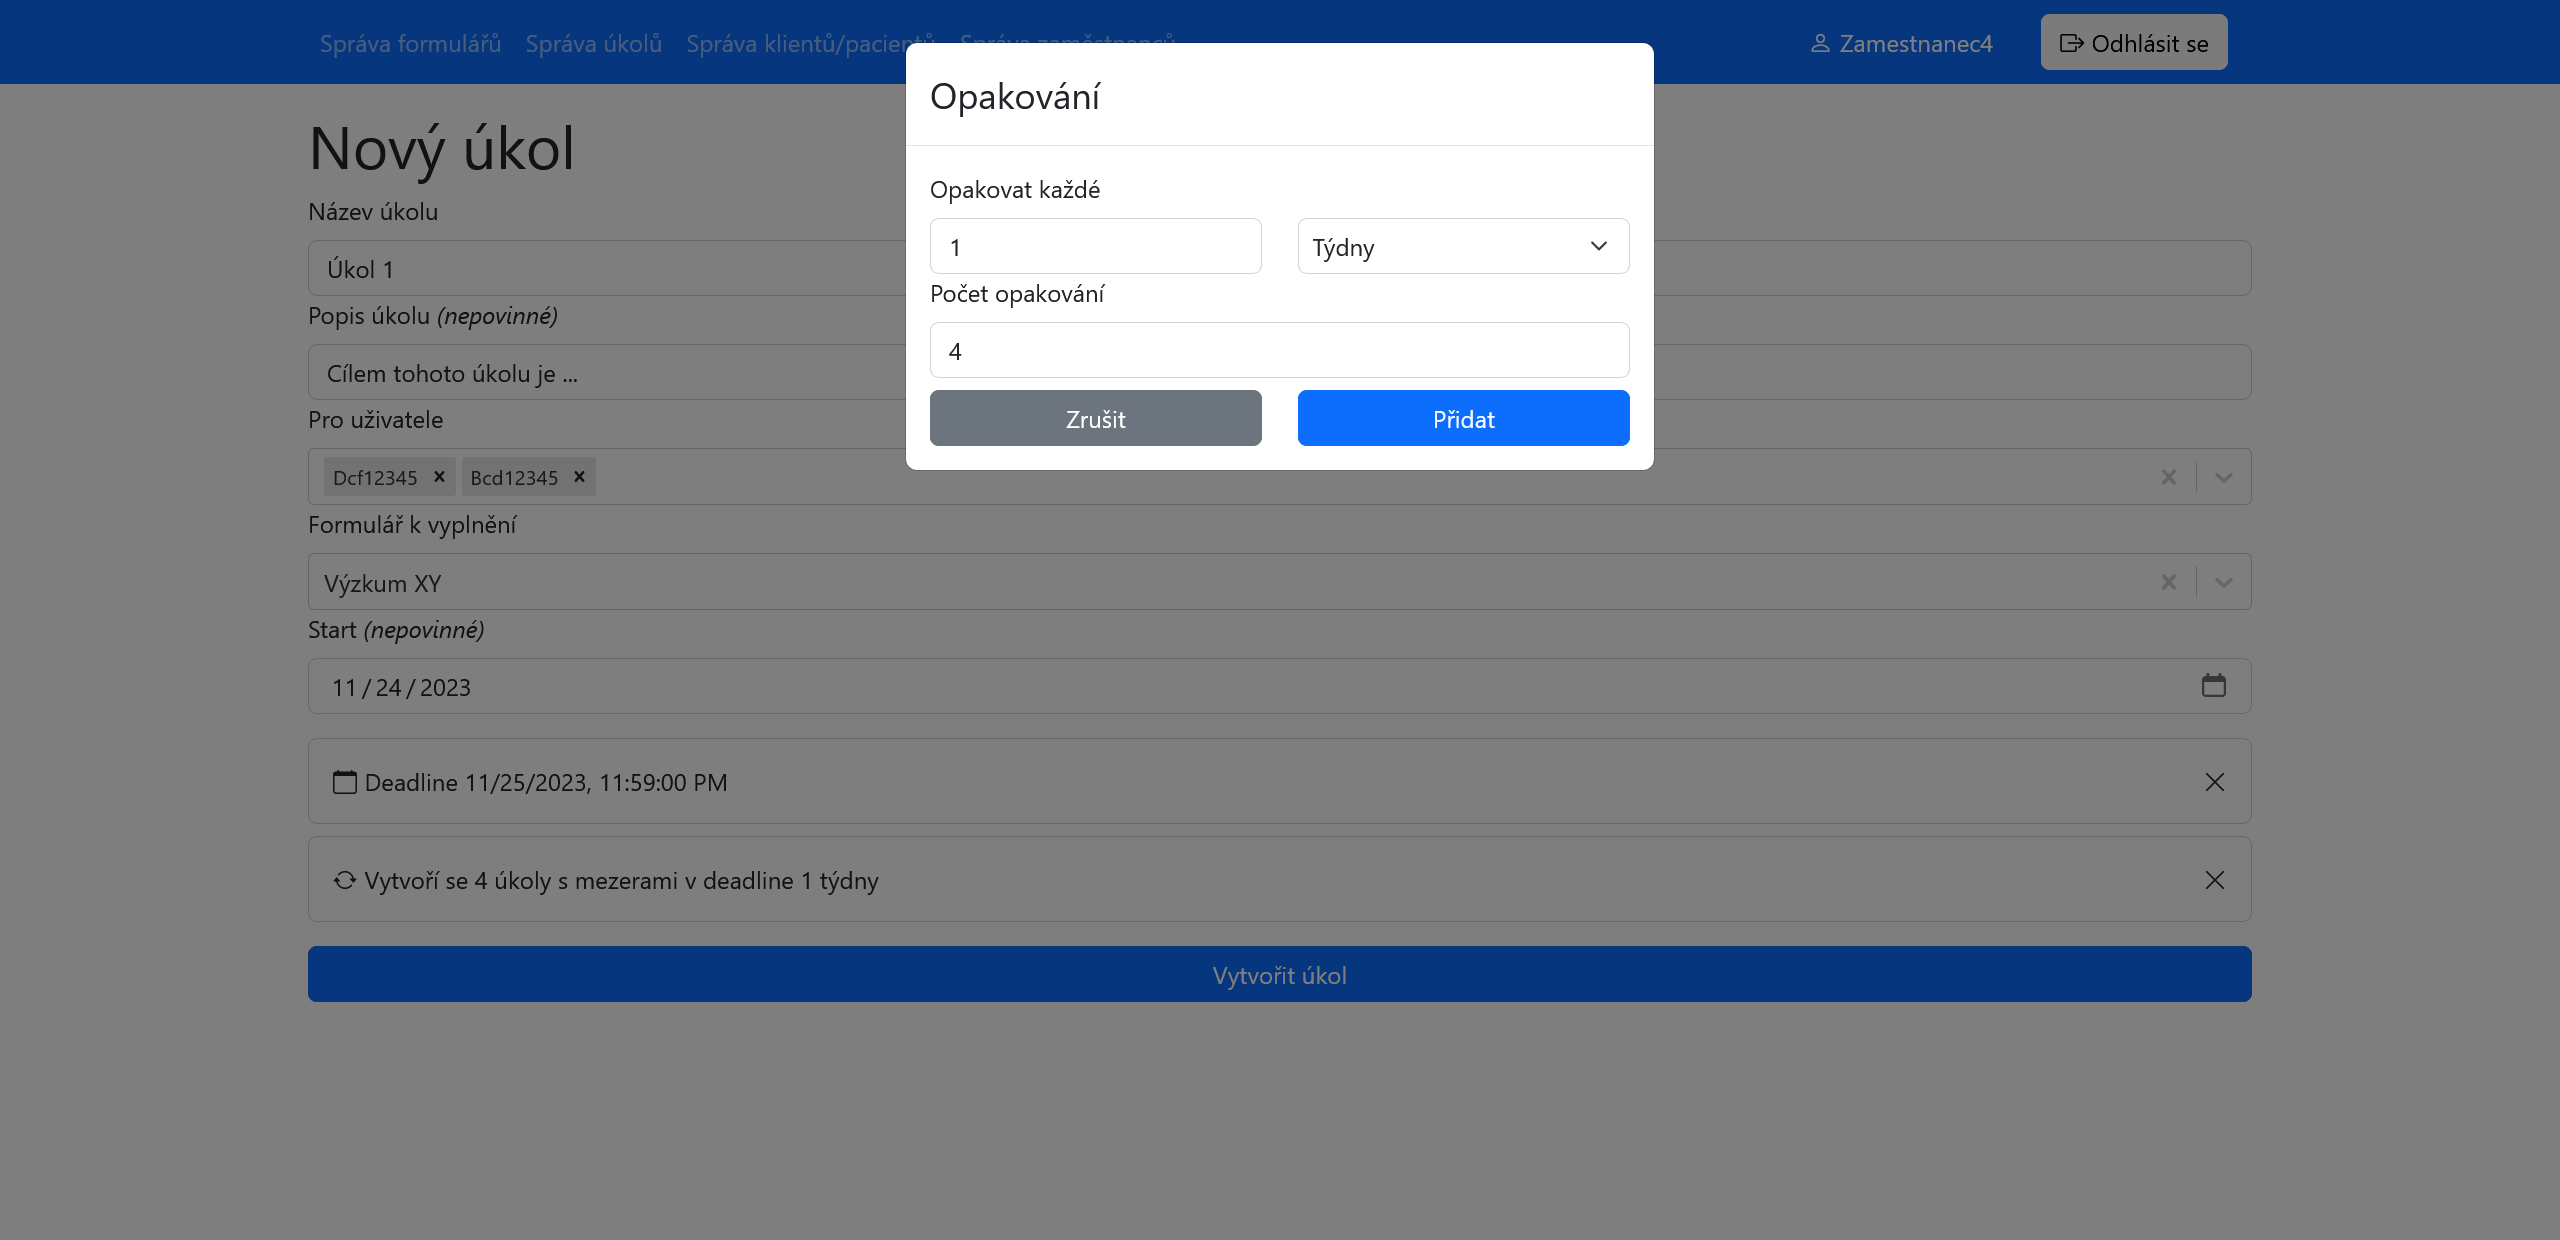 Správa formulářů Správa úkolů Správa klientů/pacientů Správa zaměstnanců Zamestnanec4 Odhlásit se
Opakování
Opakovat každé
1 Týdny
Počet opakování
4
Zrušit Přidat
Nový úkol
Název úkolu
Úkol 1
Popis úkolu (nepovinné)
Cílem tohoto úkolu je ...
Pro uživatele
Dcf12345 Bcd12345
Formulář k vyplnění
Výzkum XY
Start (nepovinné)
11 / 24 / 2023
Deadline 11/25/2023, 11:59:00 PM
Vytvoří se 4 úkoly s mezerami v deadline 1 týdny
Vytvořit úkol